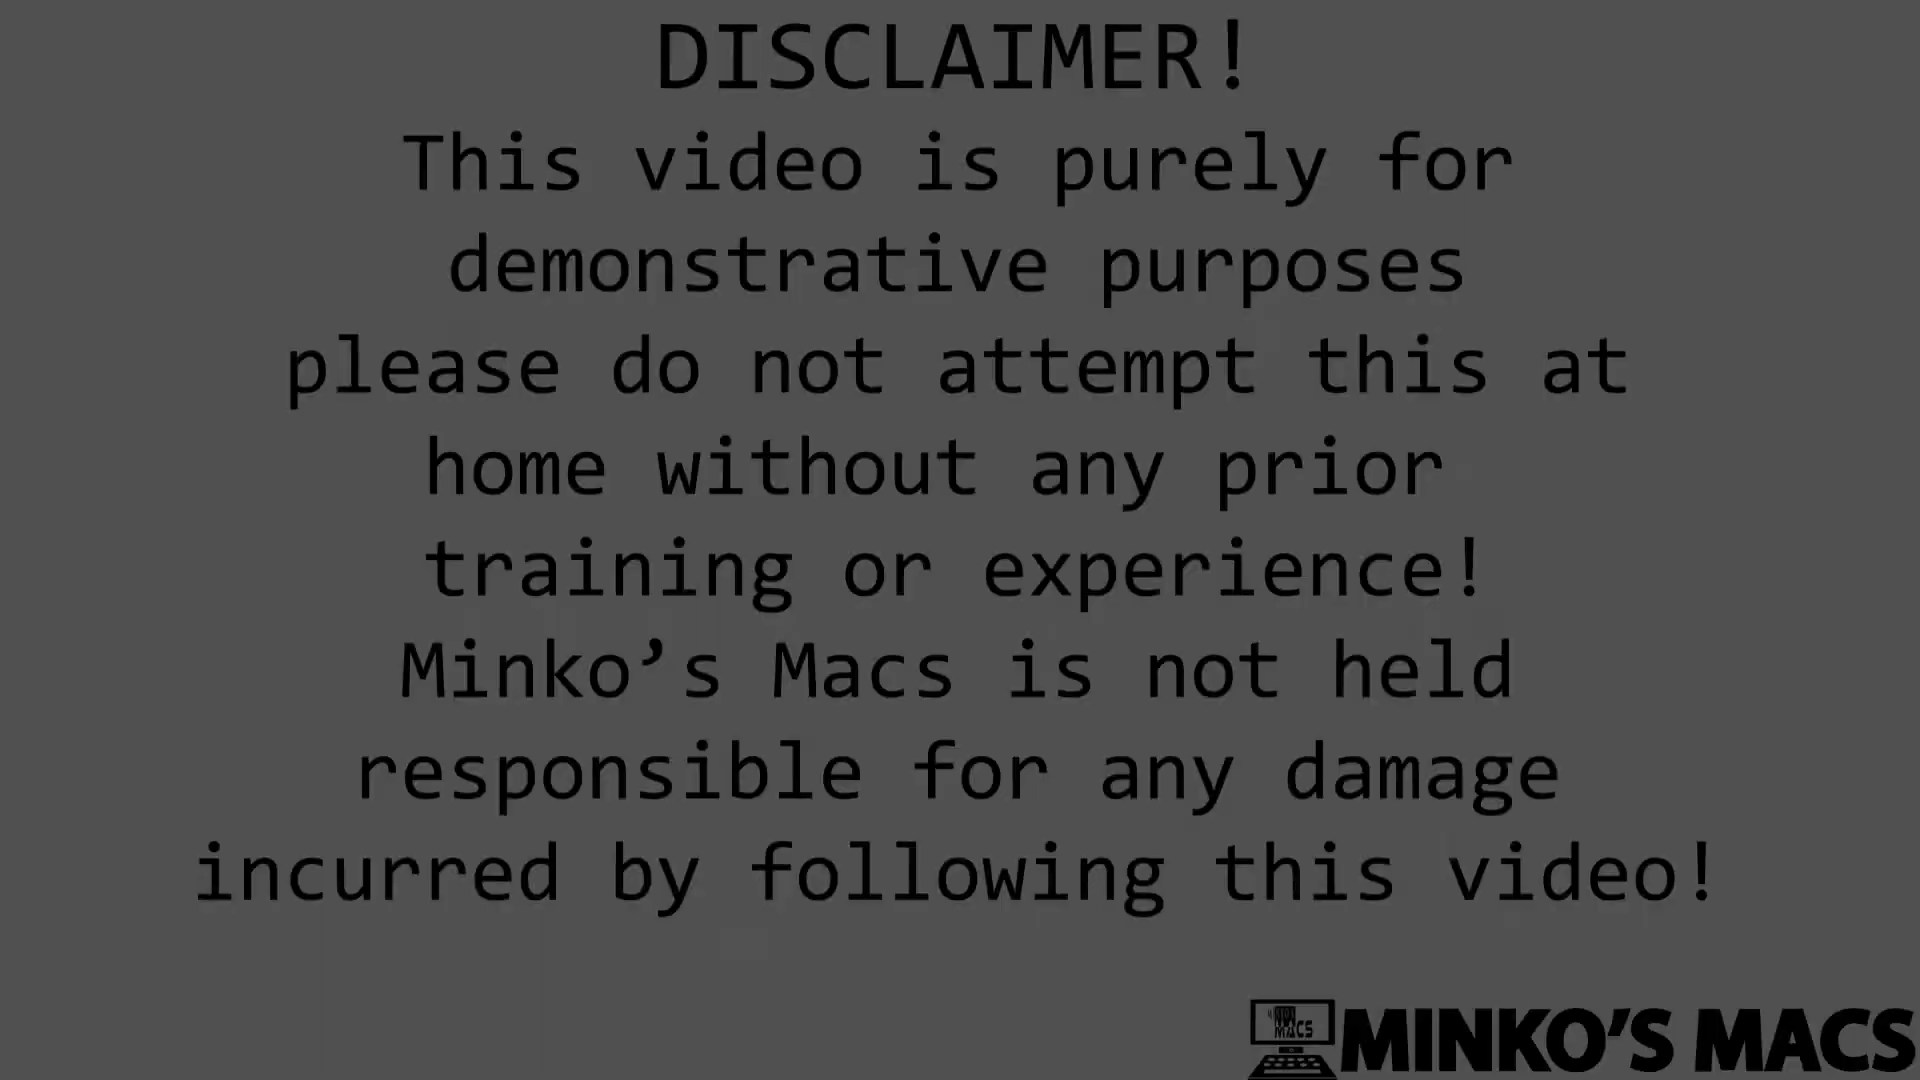 DISCLAIMER!
This video is purely for
demonstrative purposes
please do not attempt this at
home without any prior
training or experience!
Minko’s Macs is not held
responsible for any damage
incurred by following this video!
MACS
MINKO’S MACS